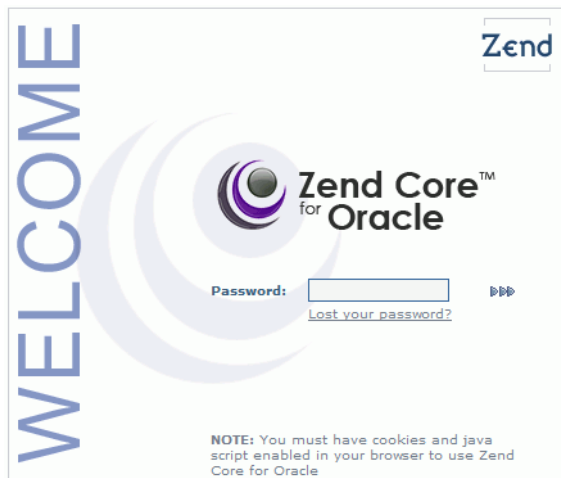 WELCOME
Zend
Zend Core™
for Oracle
Password:
Lost your password?
NOTE: You must have cookies and java
script enabled in your browser to use Zend
Core for Oracle